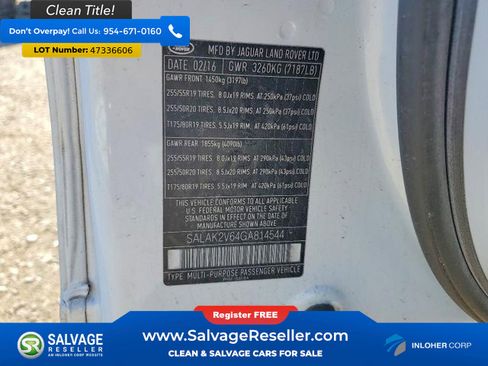 Clean Title!
Don't Overpay! Call Us: 954-671-0160
Lot Number: 47336606
MFD BY JAGUAR LAND ROVER LTD
DATE 02/16 GWR 3260KG (7187LB)
GAWR FRONT 1450kg (3197lb)
255/55R19 TIRES, 8.0Jx19 RIMS, AT 250kPa (37psi) COLD
255/50R20 TIRES, 8.5Jx20 RIMS, AT 250kPa (37psi) COLD
T175/80R19 TIRES, 5.5Jx19 RIM, AT 420kPa (61psi) COLD
GAWR REAR 1855kg (4090lb)
255/55R19 TIRES, 8.0Jx19 RIMS, AT 290kPa (43psi) COLD
255/50R20 TIRES, 8.5Jx20 RIMS, AT 290kPa (43psi) COLD
T175/80R19 TIRES, 5.5Jx19 RIM, AT 420kPa (61psi) COLD
THIS VEHICLE CONFORMS TO ALL APPLICABLE
U.S. FEDERAL MOTOR VEHICLE SAFETY
STANDARDS IN EFFECT ON THE DATE OF
MANUFACTURE SHOWN ABOVE.
SALAK2V64GA814544
TYPE: MULTI-PURPOSE PASSENGER VEHICLE
Register FREE
SALVAGE
RESELLER
AN INLOHER CORP WEBSITE
www.SalvageReseller.com
CLEAN & SALVAGE CARS FOR SALE
INLOHER CORP